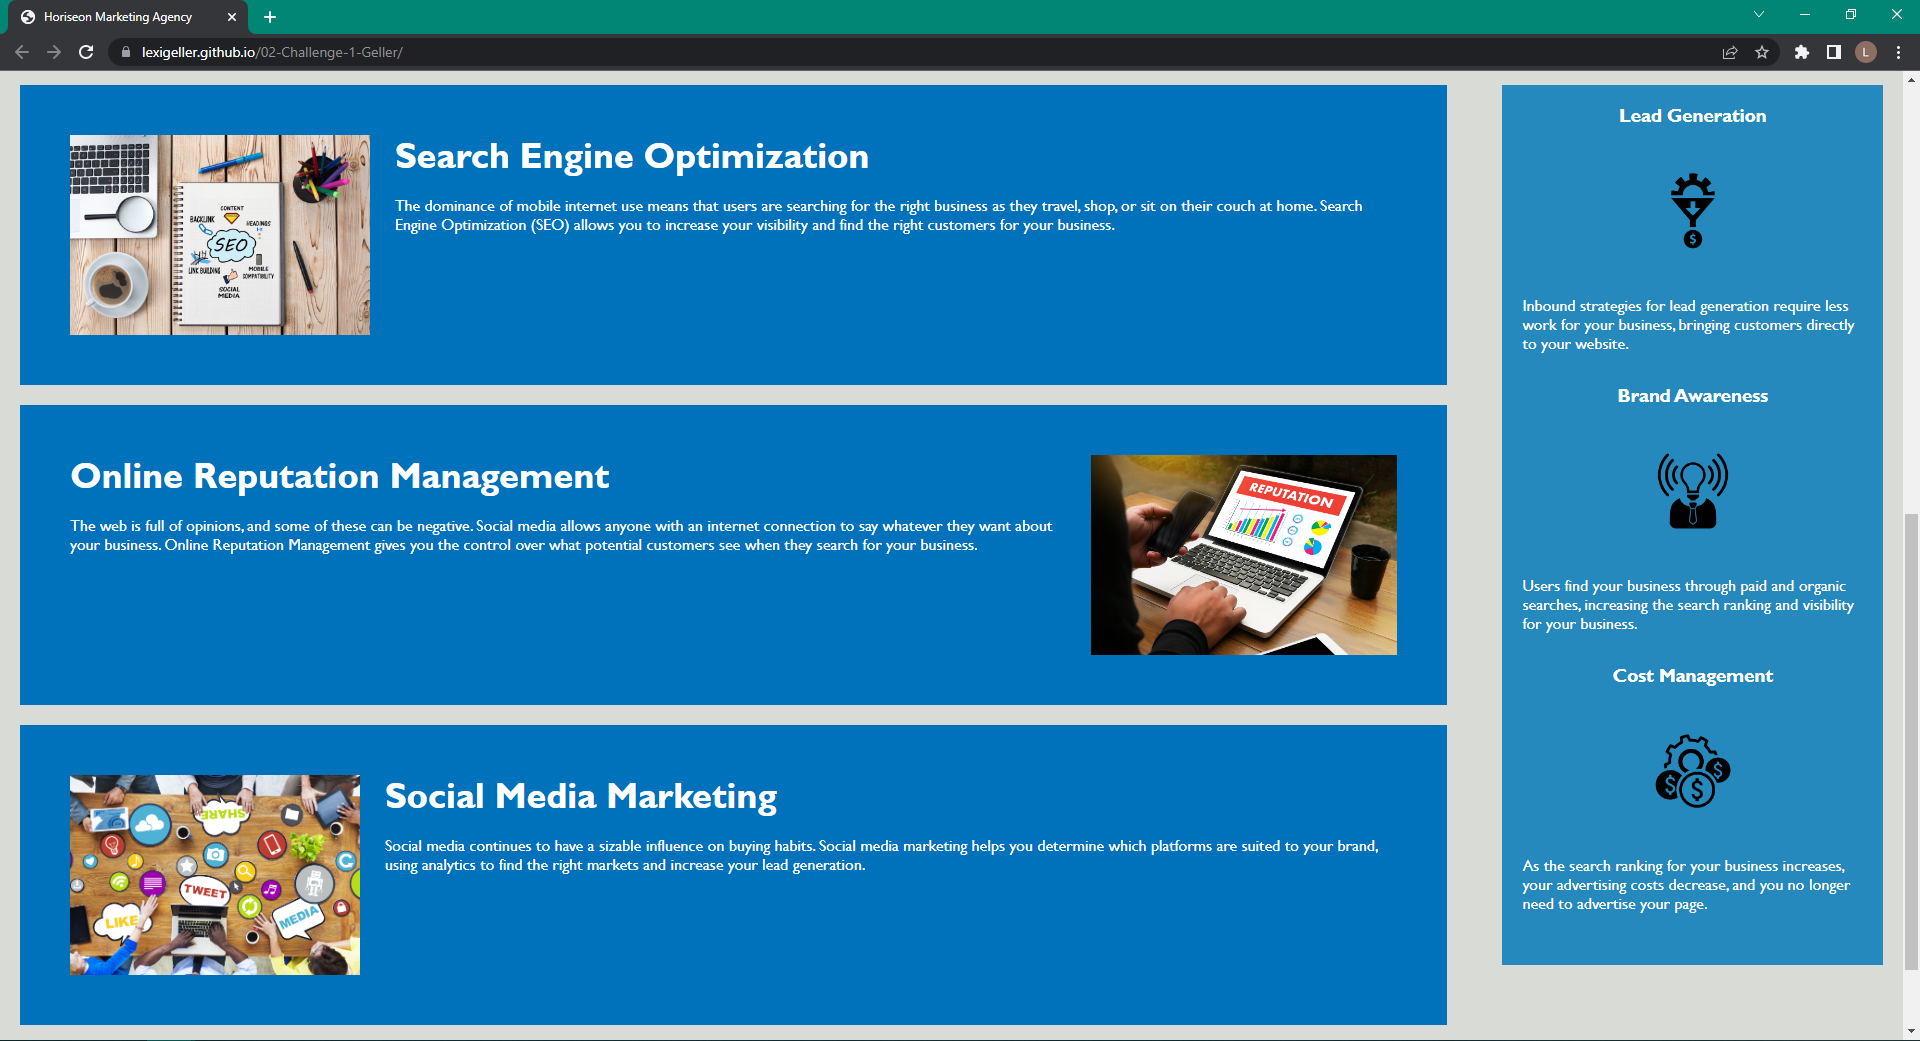 Horiseon Marketing Agency
lexigeller.github.io/02-Challenge-1-Geller/
L
Search Engine Optimization
The dominance of mobile internet use means that users are searching for the right business as they travel, shop, or sit on their couch at home. Search
Engine Optimization (SEO) allows you to increase your visibility and find the right customers for your business.
CONTENT
BACKLINK
HEADINGS
SEO
LINK BUILDING
MOBILE
COMPATIBILITY
SOCIAL
MEDIA
Online Reputation Management
The web is full of opinions, and some of these can be negative. Social media allows anyone with an internet connection to say whatever they want about
your business. Online Reputation Management gives you the control over what potential customers see when they search for your business.
REPUTATION
Social Media Marketing
Social media continues to have a sizable influence on buying habits. Social media marketing helps you determine which platforms are suited to your brand,
using analytics to find the right markets and increase your lead generation.
SHARE
TWEET
LIKE
MEDIA
Lead Generation
$
Inbound strategies for lead generation require less
work for your business, bringing customers directly
to your website.
Brand Awareness
Users find your business through paid and organic
searches, increasing the search ranking and visibility
for your business.
Cost Management
$ $ $
As the search ranking for your business increases,
your advertising costs decrease, and you no longer
need to advertise your page.